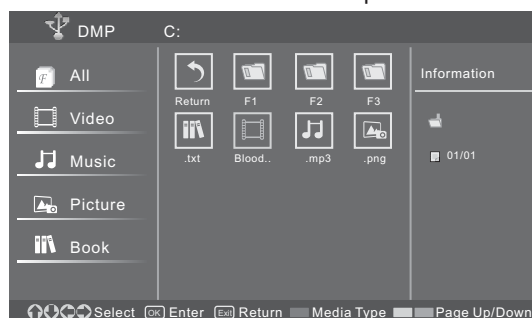 DMP C:
All
Video
Music
Picture
Book
Return F1 F2 F3
.txt Blood.. .mp3 .png
Information
01/01
Select OK Enter Exit Return Media Type Page Up/Down